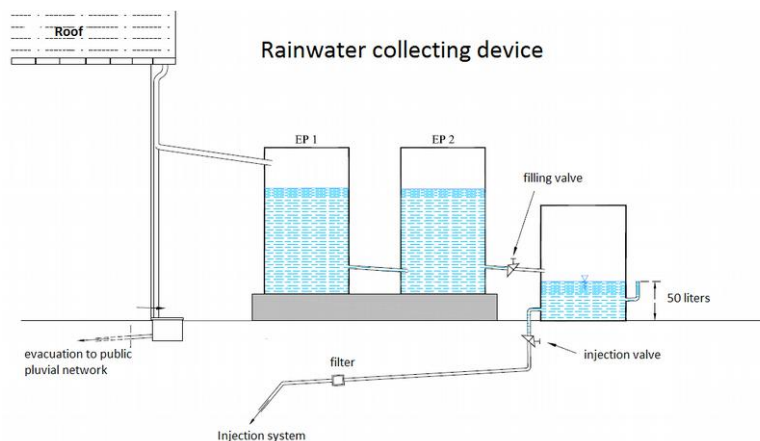 Roof
Rainwater collecting device
EP 1
EP 2
filling valve
50 liters
evacuation to public
pluvial network
filter
injection valve
Injection system